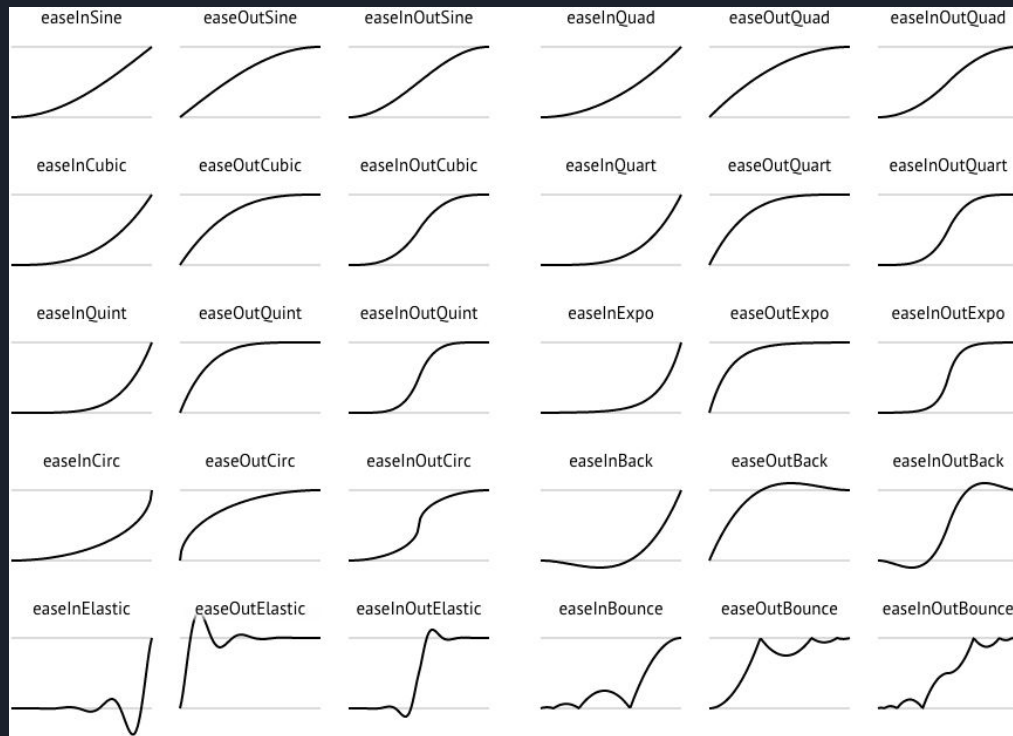 easeInSine easeOutSine easeInOutSine easeInQuad easeOutQuad easeInOutQuad
easeInCubic easeOutCubic easeInOutCubic easeInQuart easeOutQuart easeInOutQuart
easeInQuint easeOutQuint easeInOutQuint easeInExpo easeOutExpo easeInOutExpo
easeInCirc easeOutCirc easeInOutCirc easeInBack easeOutBack easeInOutBack
easeInElastic easeOutElastic easeInOutElastic easeInBounce easeOutBounce easeInOutBounce